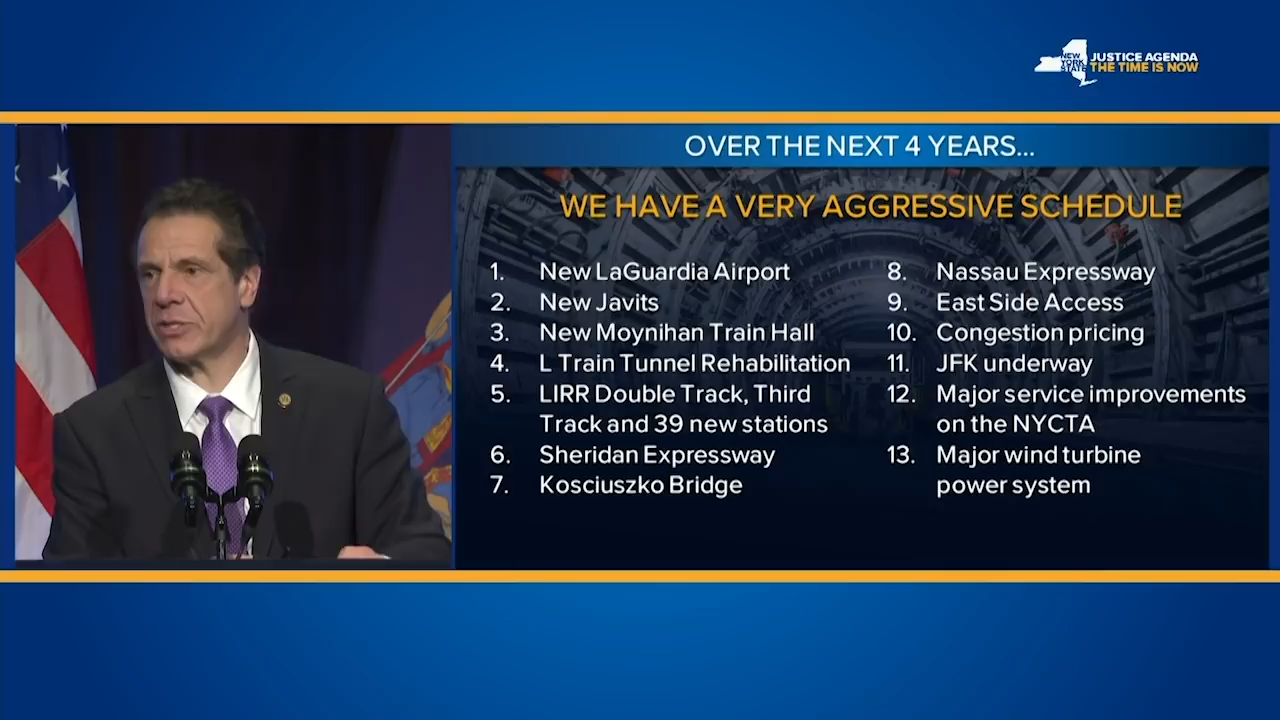 NEW
YORK
STATE
JUSTICE AGENDA
THE TIME IS NOW
OVER THE NEXT 4 YEARS...
WE HAVE A VERY AGGRESSIVE SCHEDULE
1. New LaGuardia Airport
2. New Javits
3. New Moynihan Train Hall
4. L Train Tunnel Rehabilitation
5. LIRR Double Track, Third
Track and 39 new stations
6. Sheridan Expressway
7. Kosciuszko Bridge
8. Nassau Expressway
9. East Side Access
10. Congestion pricing
11. JFK underway
12. Major service improvements
on the NYCTA
13. Major wind turbine
power system